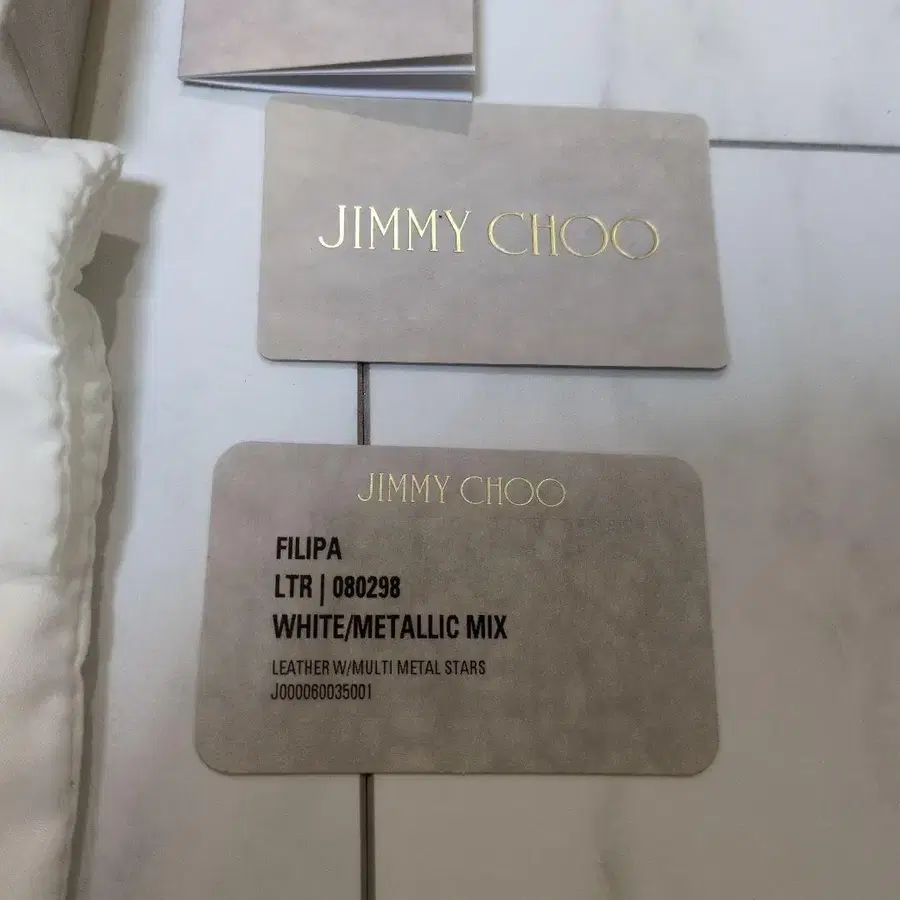 JIMMY CHOO
JIMMY CHOO
FILIPA
LTR | 080298
WHITE/METALLIC MIX
LEATHER W/MULTI METAL STARS
J000060035001